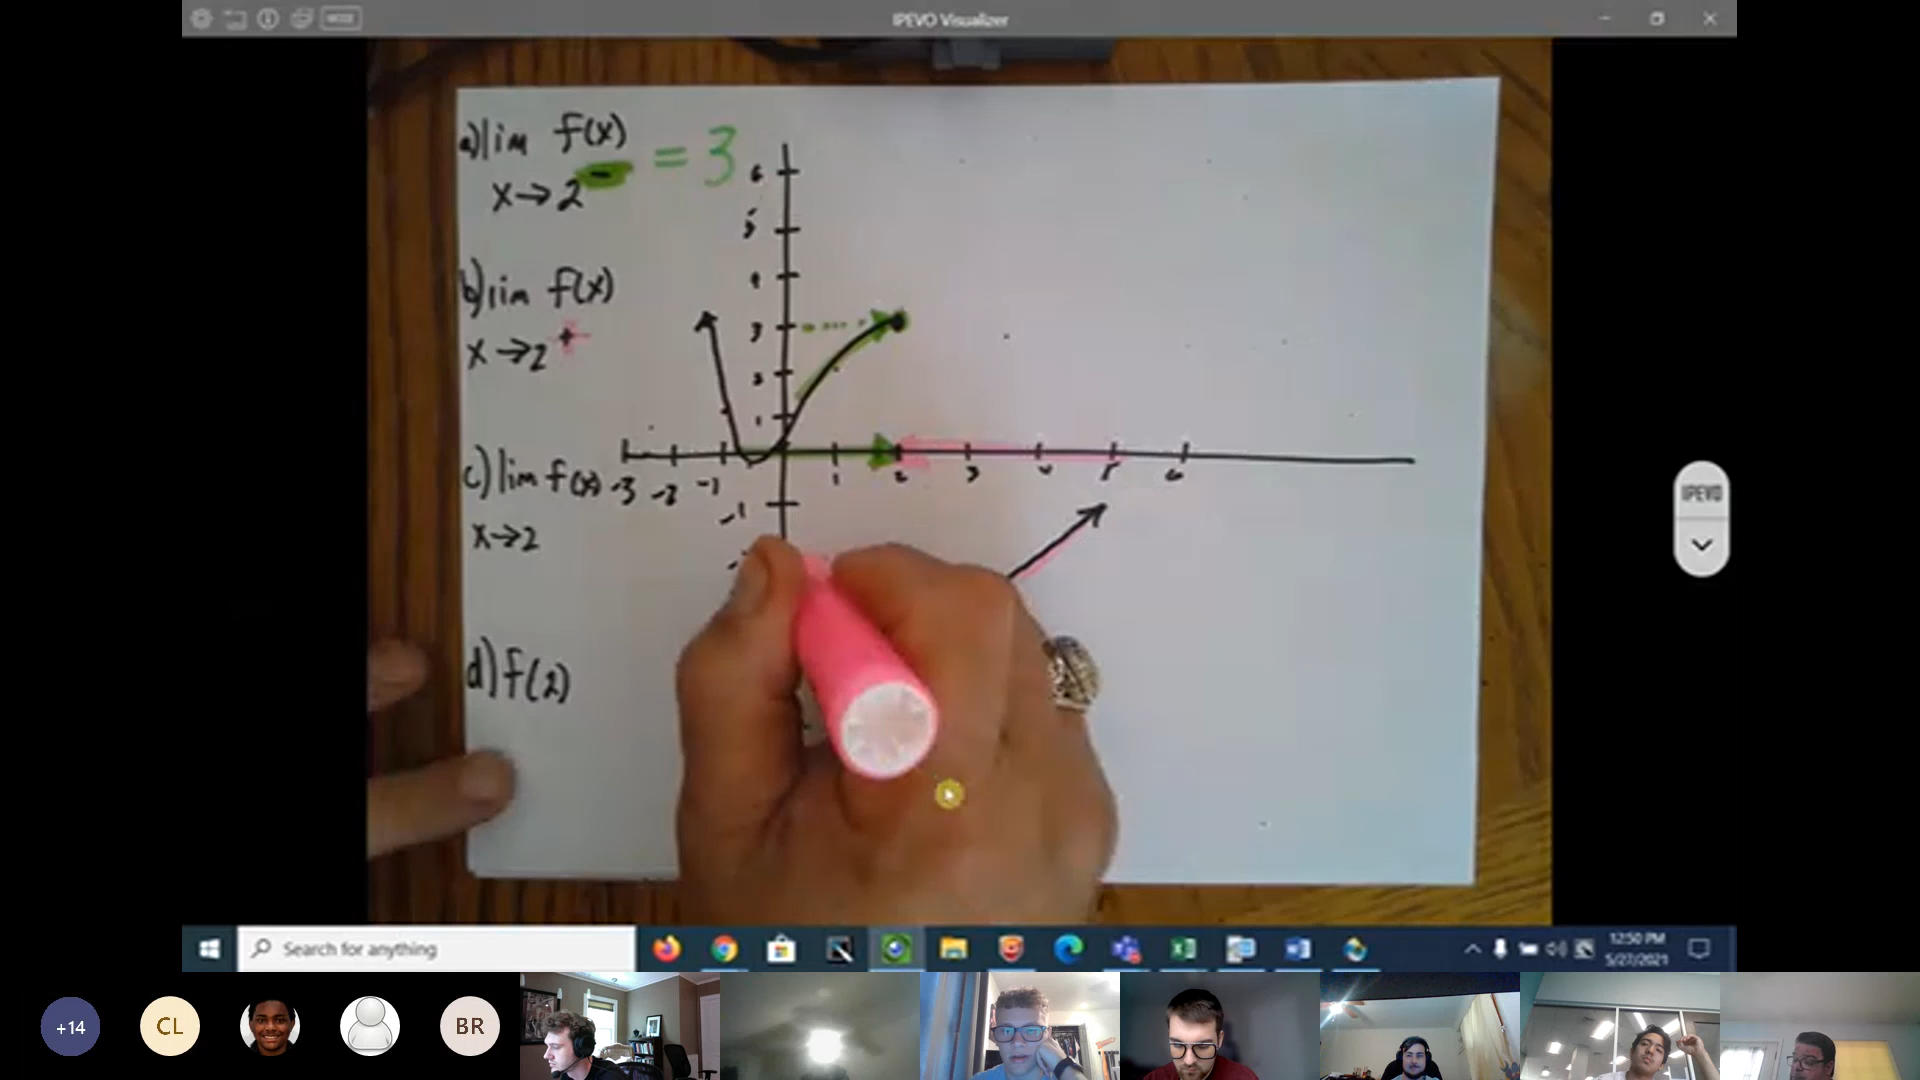 IPEVO Visualizer
a) lim f(x) = 3
x→2⁻
b) lim f(x)
x→2⁺
c) lim f(x)
x→2
d) f(2)
6
5
4
3
2
1
-3 -2 -1 1 2 3 4 5 6
-1
IPEVO
Search for anything
12:50 PM
5/27/2021
+14
CL
BR